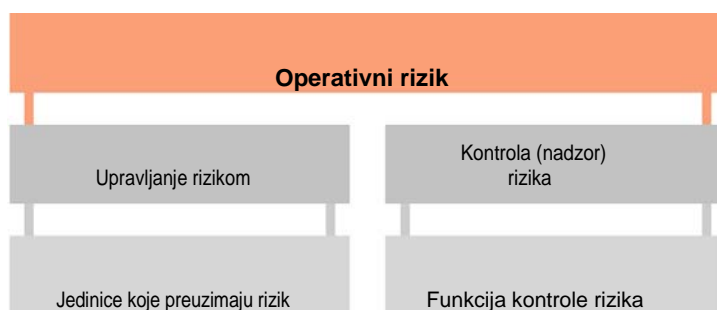 Operativni rizik
Upravljanje rizikom
Kontrola (nadzor)
rizika
Jedinice koje preuzimaju rizik
Funkcija kontrole rizika